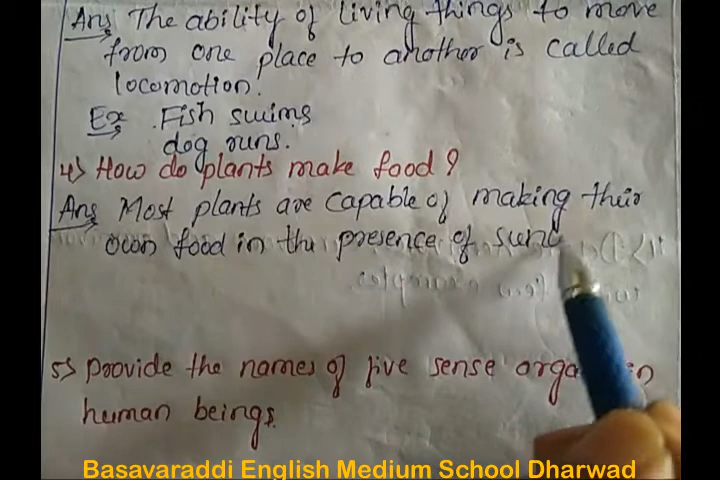 Ans The ability of living things to move
from one place to another is called
locomotion.
Ex Fish swims
dog runs.
4) How do plants make food?
Ans Most plants are capable of making their
own food in the presence of sun
5) Provide the names of five sense organs in
human beings.
Basavaraddi English Medium School Dharwad